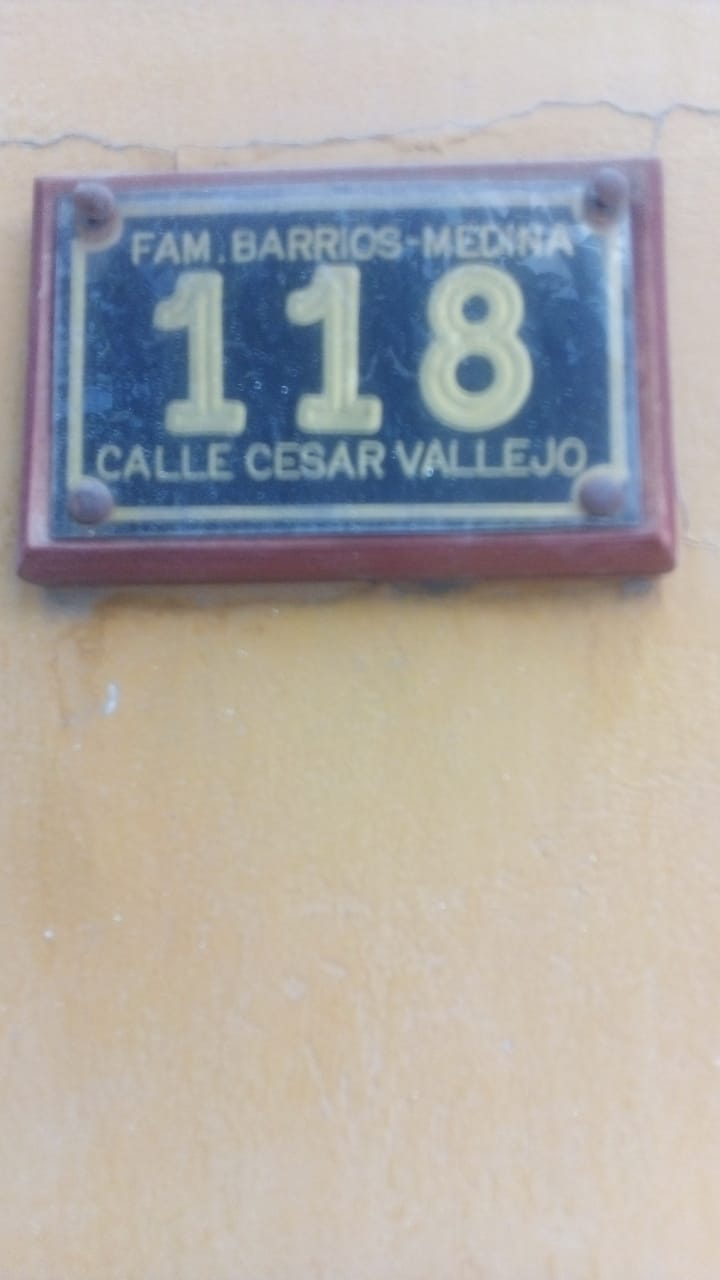 FAM. BARRIOS-MEDINA
118
CALLE CESAR VALLEJO